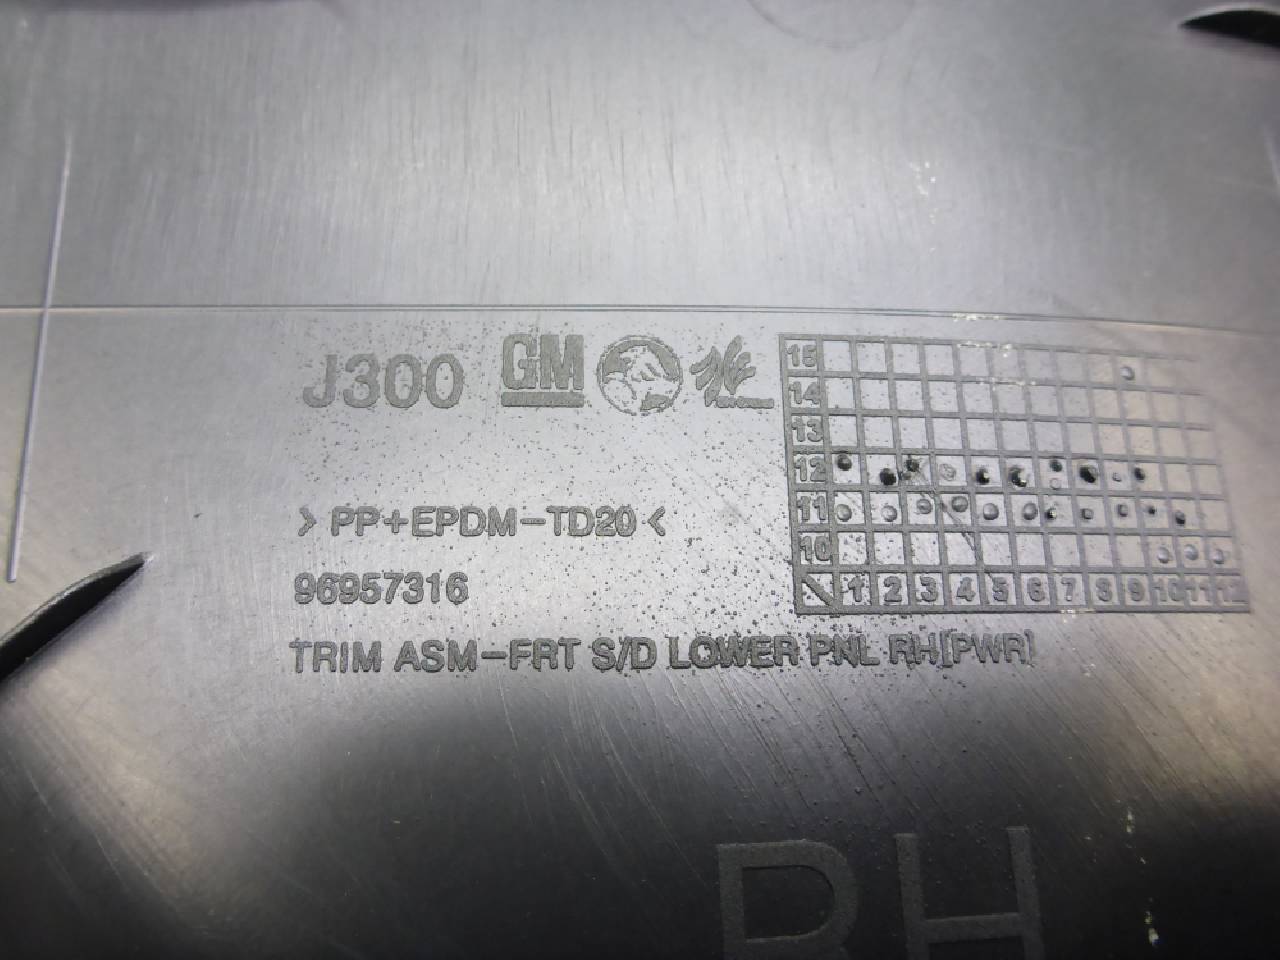 J300 GM
> PP+EPDM-TD20 <
96957316
TRIM ASM-FRT S/D LOWER PNL RH[PWR]
15
14
13
12
11
10
1 2 3 4 5 6 7 8 9 10 11 12
RH